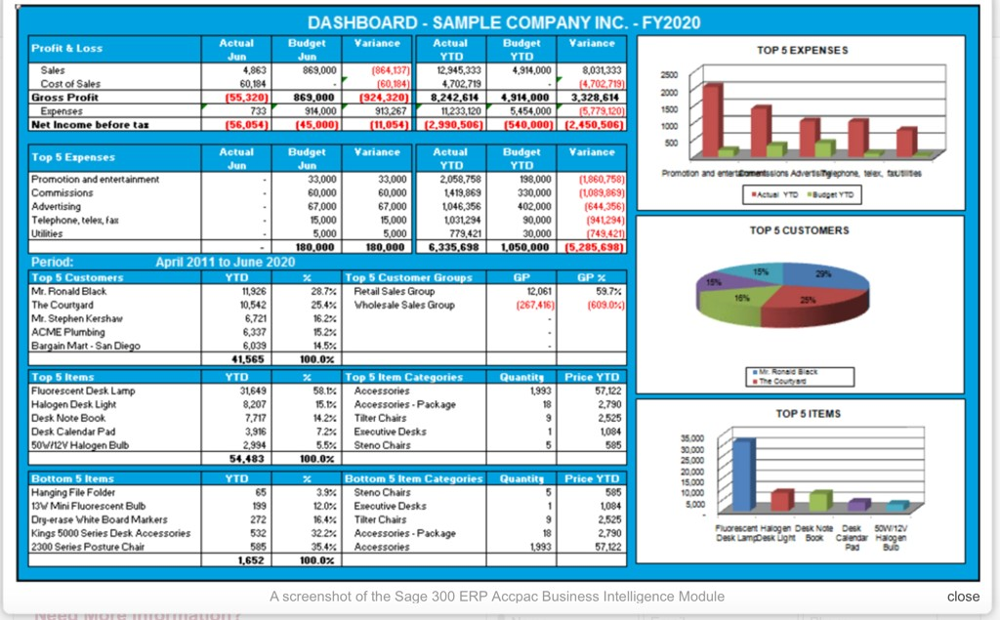 DASHBOARD - SAMPLE COMPANY INC. - FY2020
Profit & Loss Actual Jun Budget Jun Variance Actual YTD Budget YTD Variance
Sales 4,863 869,000 (864,137) 12,945,333 4,914,000 8,031,333
Cost of Sales 60,184 - (60,184) 4,702,719 - (4,702,719)
Gross Profit (55,320) 869,000 (924,320) 8,242,614 4,914,000 3,328,614
Expenses 733 914,000 913,267 11,233,120 5,454,000 (5,779,120)
Net Income before tax (56,054) (45,000) (11,054) (2,990,506) (540,000) (2,450,506)
Top 5 Expenses Actual Jun Budget Jun Variance Actual YTD Budget YTD Variance
Promotion and entertainment - 33,000 33,000 2,058,758 198,000 (1,860,758)
Commissions - 60,000 60,000 1,419,869 330,000 (1,089,869)
Advertising - 67,000 67,000 1,046,356 402,000 (644,356)
Telephone, telex, fax - 15,000 15,000 1,031,294 90,000 (941,294)
Utilities - 5,000 5,000 779,421 30,000 (749,421)
- 180,000 180,000 6,335,698 1,050,000 (5,285,698)
Period: April 2011 to June 2020
Top 5 Customers YTD % Top 5 Customer Groups GP GP %
Mr. Ronald Black 11,926 28.7% Retail Sales Group 12,061 59.7%
The Courtyard 10,542 25.4% Wholesale Sales Group (267,416) (609.0%)
Mr. Stephen Kershaw 6,721 16.2% -
ACME Plumbing 6,337 15.2% -
Bargain Mart - San Diego 6,039 14.5% -
41,565 100.0%
Top 5 Items YTD % Top 5 Item Categories Quantity Price YTD
Fluorescent Desk Lamp 31,649 58.1% Accessories 1,993 57,122
Halogen Desk Light 8,207 15.1% Accessories - Package 18 2,790
Desk Note Book 7,717 14.2% Tilter Chairs 9 2,525
Desk Calendar Pad 3,916 7.2% Executive Desks 1 1,084
50W/12V Halogen Bulb 2,994 5.5% Steno Chairs 5 585
54,483 100.0%
Bottom 5 Items YTD % Bottom 5 Item Categories Quantity Price YTD
Hanging File Folder 65 3.9% Steno Chairs 5 585
13W Mini Fluorescent Bulb 199 12.0% Executive Desks 1 1,084
Dry-erase White Board Markers 272 16.4% Tilter Chairs 9 2,525
Kings 5000 Series Desk Accessories 532 32.2% Accessories - Package 18 2,790
2300 Series Posture Chair 585 35.4% Accessories 1,993 57,122
1,652 100.0%
TOP 5 EXPENSES
2500
2000
1500
1000
500
-
Promotion and entertainment Commissions Advertising Telephone, telex, fax Utilities
Actual YTD Budget YTD
TOP 5 CUSTOMERS
15% 29%
15%
16% 25%
Mr. Ronald Black
The Courtyard
TOP 5 ITEMS
35,000
30,000
25,000
20,000
15,000
10,000
5,000
-
Fluorescent Halogen Desk Note Desk 50W/12V
Desk Lamp Desk Light Book Calendar Halogen
Pad Bulb
A screenshot of the Sage 300 ERP Accpac Business Intelligence Module
close
Need More Information?